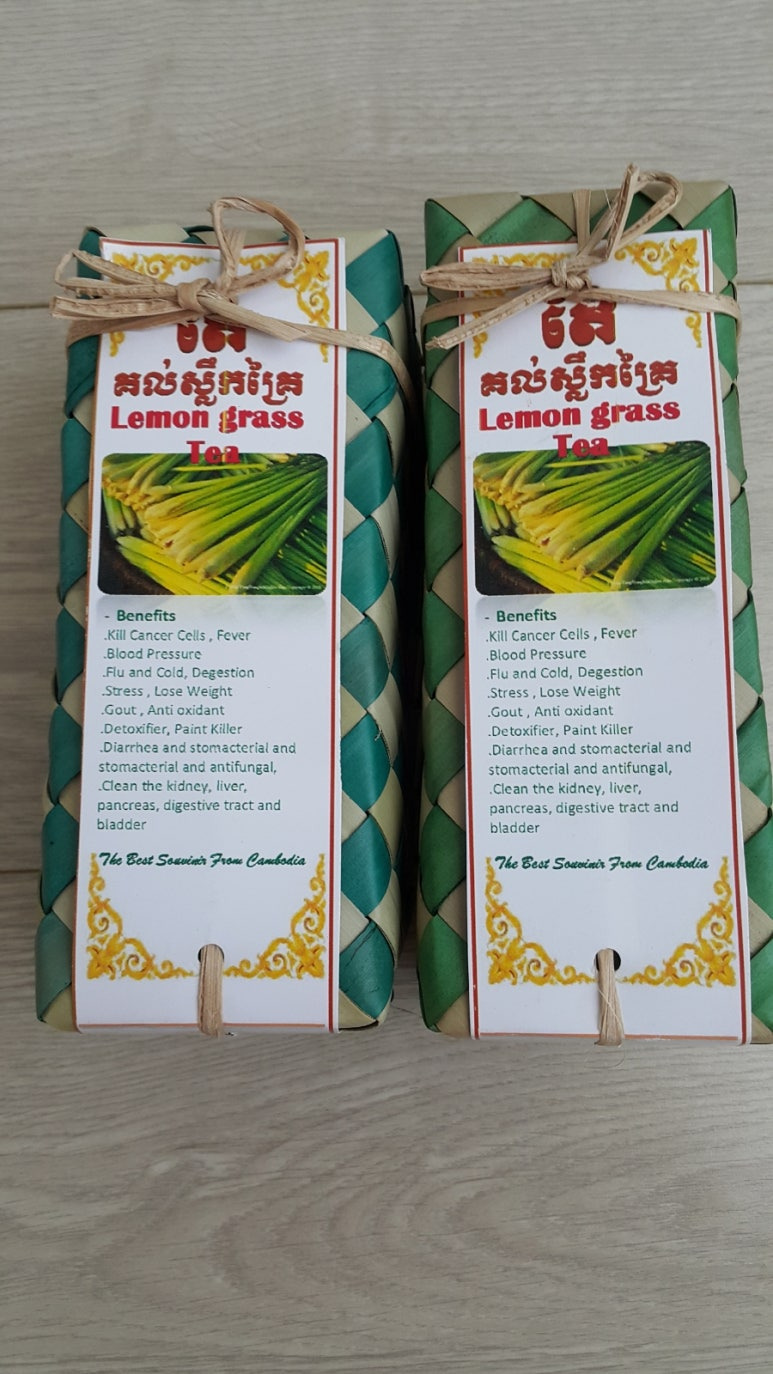 តែ
គល់ស្លឹកគ្រៃ
Lemon grass
Tea
- Benefits
.Kill Cancer Cells , Fever
.Blood Pressure
.Flu and Cold, Degestion
.Stress , Lose Weight
.Gout , Anti oxidant
.Detoxifier, Paint Killer
.Diarrhea and stomacterial and
stomacterial and antifungal,
.Clean the kidney, liver,
pancreas, digestive tract and
bladder
The Best Souvinir From Cambodia
តែ
គល់ស្លឹកគ្រៃ
Lemon grass
Tea
- Benefits
.Kill Cancer Cells , Fever
.Blood Pressure
.Flu and Cold, Degestion
.Stress , Lose Weight
.Gout , Anti oxidant
.Detoxifier, Paint Killer
.Diarrhea and stomacterial and
stomacterial and antifungal,
.Clean the kidney, liver,
pancreas, digestive tract and
bladder
The Best Souvinir From Cambodia